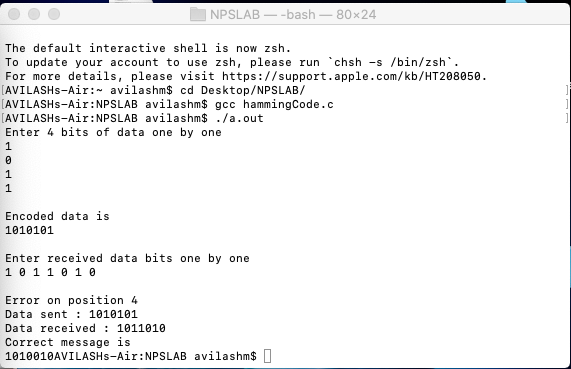 NPSLAB — -bash — 80×24
The default interactive shell is now zsh.
To update your account to use zsh, please run `chsh -s /bin/zsh`.
For more details, please visit https://support.apple.com/kb/HT208050.
[AVILASHs-Air:~ avilashm$ cd Desktop/NPSLAB/ ]
[AVILASHs-Air:NPSLAB avilashm$ gcc hammingCode.c ]
[AVILASHs-Air:NPSLAB avilashm$ ./a.out ]
Enter 4 bits of data one by one
1
0
1
1
Encoded data is
1010101
Enter received data bits one by one
1 0 1 1 0 1 0
Error on position 4
Data sent : 1010101
Data received : 1011010
Correct message is
1010010AVILASHs-Air:NPSLAB avilashm$